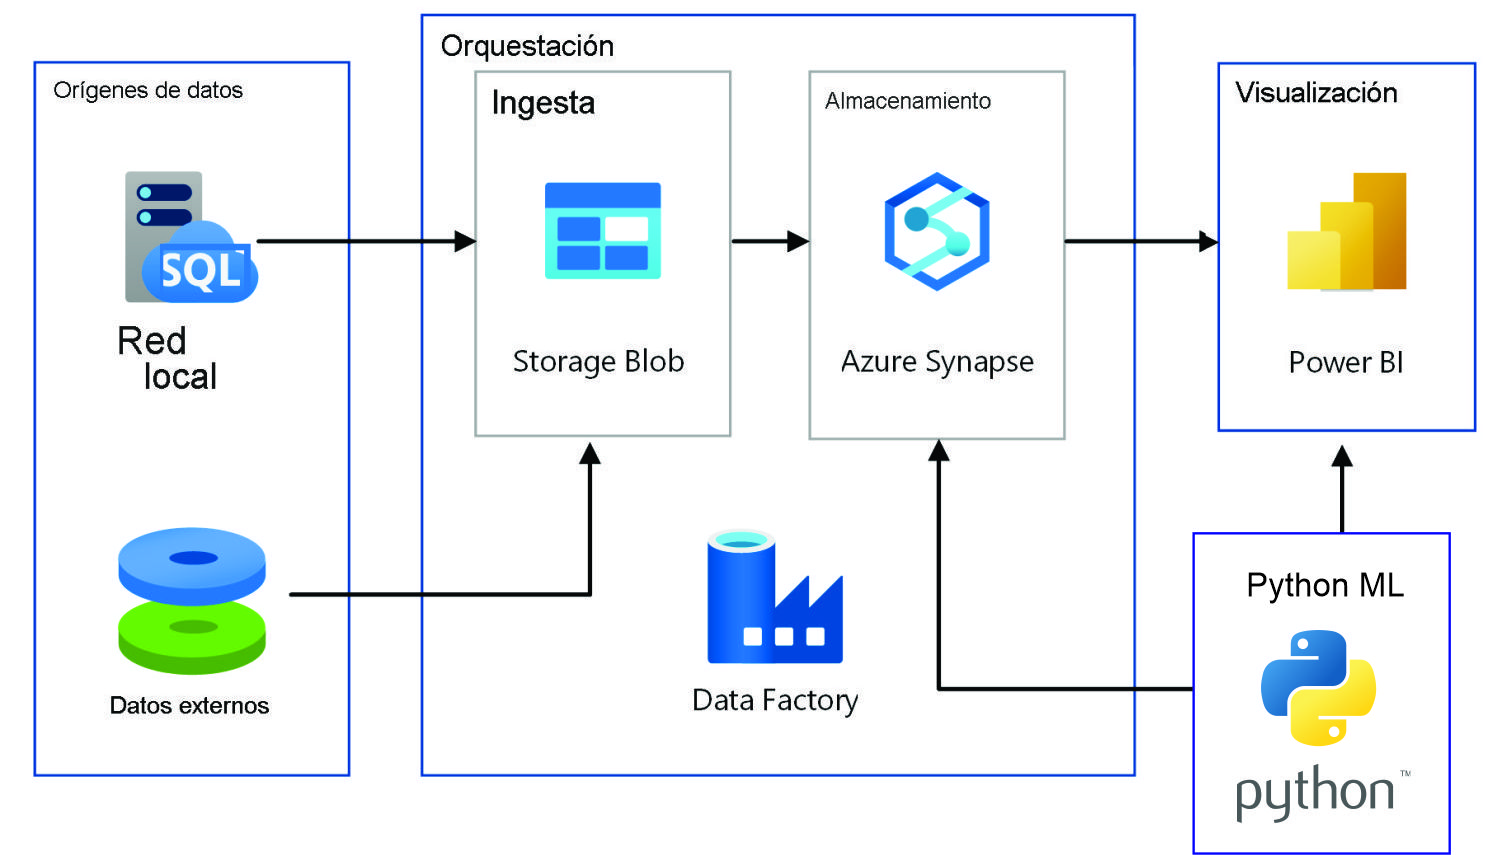 Orígenes de datos
SQL
Red
local
Datos externos
Orquestación
Ingesta
Storage Blob
Almacenamiento
Azure Synapse
Data Factory
Visualización
Power BI
Python ML
python™